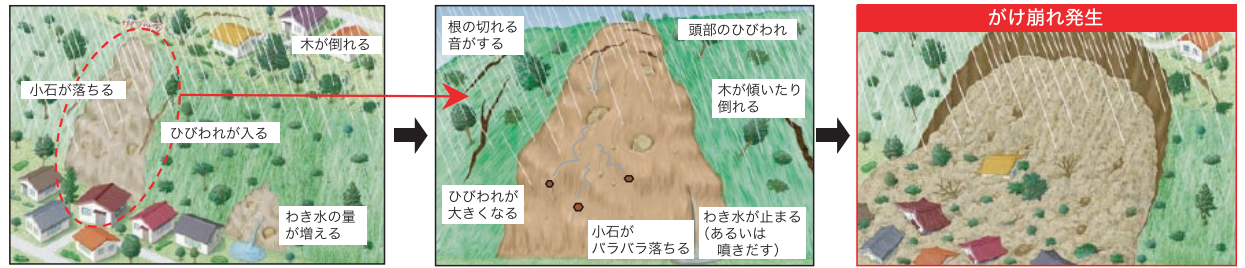 木が倒れる
小石が落ちる
ひびわれが入る
わき水の量
が増える
根の切れる
音がする
頭部のひびわれ
木が傾いたり
倒れる
ひびわれが
大きくなる
小石が
バラバラ落ちる
わき水が止まる
(あるいは
噴きだす)
がけ崩れ発生